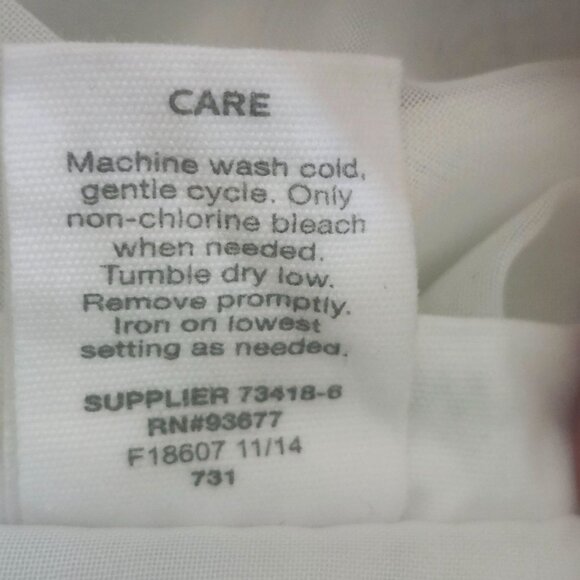 CARE
Machine wash cold,
gentle cycle. Only
non-chlorine bleach
when needed.
Tumble dry low.
Remove promptly.
Iron on lowest
setting as needed.
SUPPLIER 73418-6
RN#93677
F18607 11/14
731